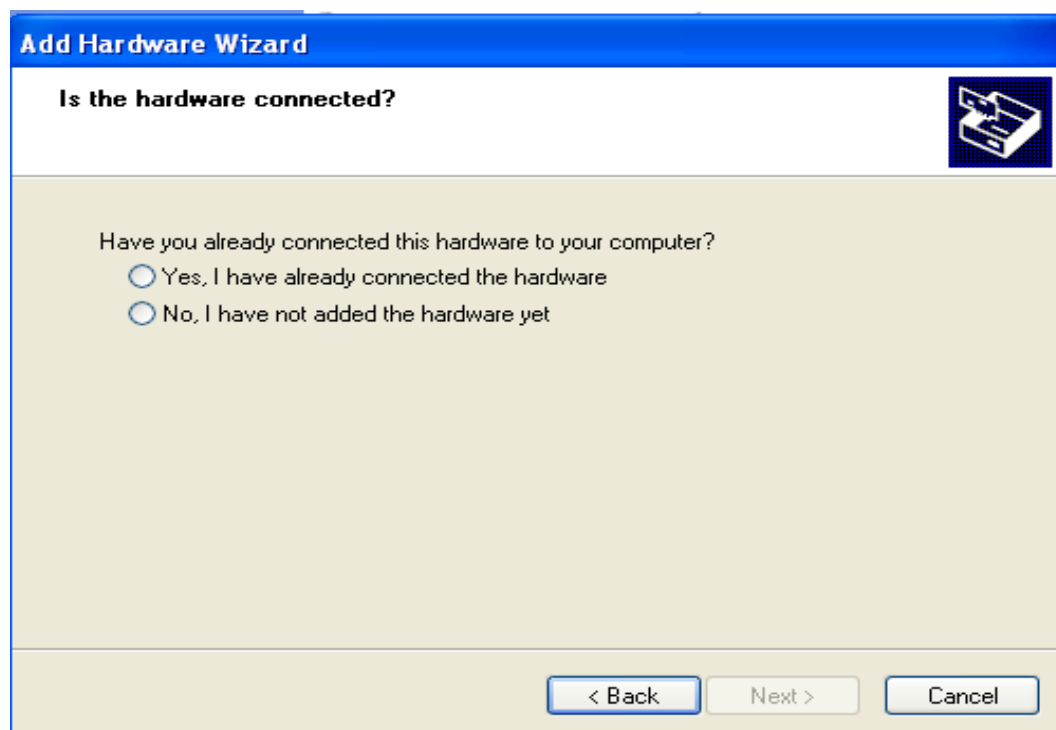 Add Hardware Wizard
Is the hardware connected?
Have you already connected this hardware to your computer?
Yes, I have already connected the hardware
No, I have not added the hardware yet
< Back Next > Cancel